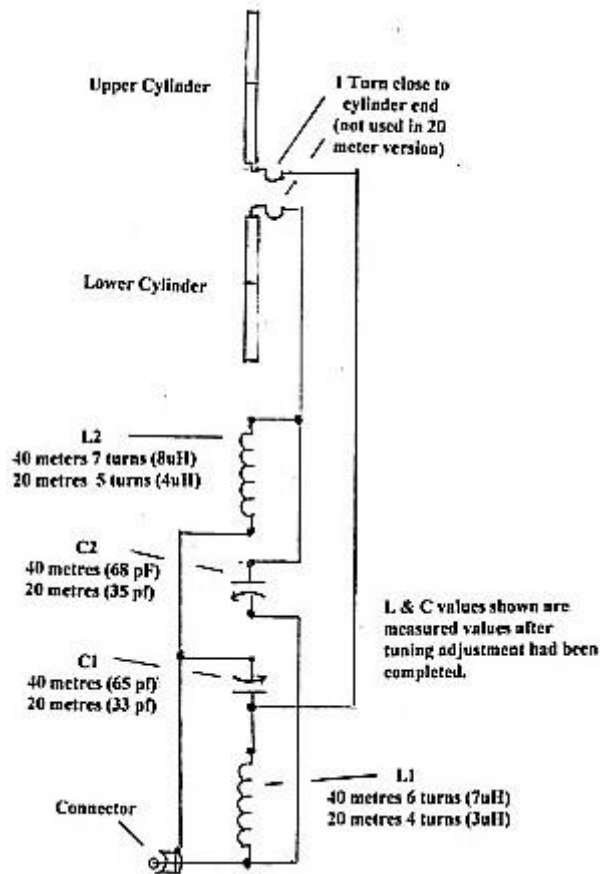 Upper Cylinder
1 Turn close to
cylinder end
(not used in 20
meter version)
Lower Cylinder
L2
40 meters 7 turns (8uH)
20 metres 5 turns (4uH)
C2
40 metres (68 pF)
20 metres (35 pf)
L & C values shown are
measured values after
tuning adjustment had been
completed.
C1
40 metres (65 pf)
20 metres (33 pf)
L1
40 metres 6 turns (7uH)
20 metres 4 turns (3uH)
Connector